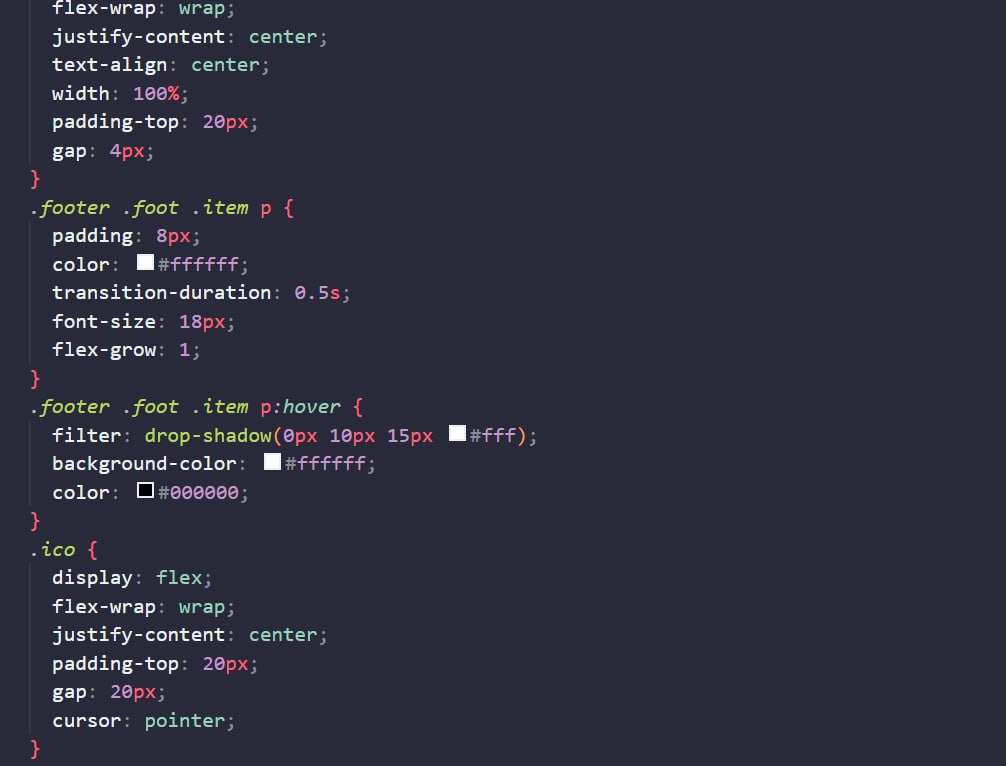 flex-wrap: wrap;
justify-content: center;
text-align: center;
width: 100%;
padding-top: 20px;
gap: 4px;
}
.footer .foot .item p {
padding: 8px;
color: #ffffff;
transition-duration: 0.5s;
font-size: 18px;
flex-grow: 1;
}
.footer .foot .item p:hover {
filter: drop-shadow(0px 10px 15px #fff);
background-color: #ffffff;
color: #000000;
}
.ico {
display: flex;
flex-wrap: wrap;
justify-content: center;
padding-top: 20px;
gap: 20px;
cursor: pointer;
}